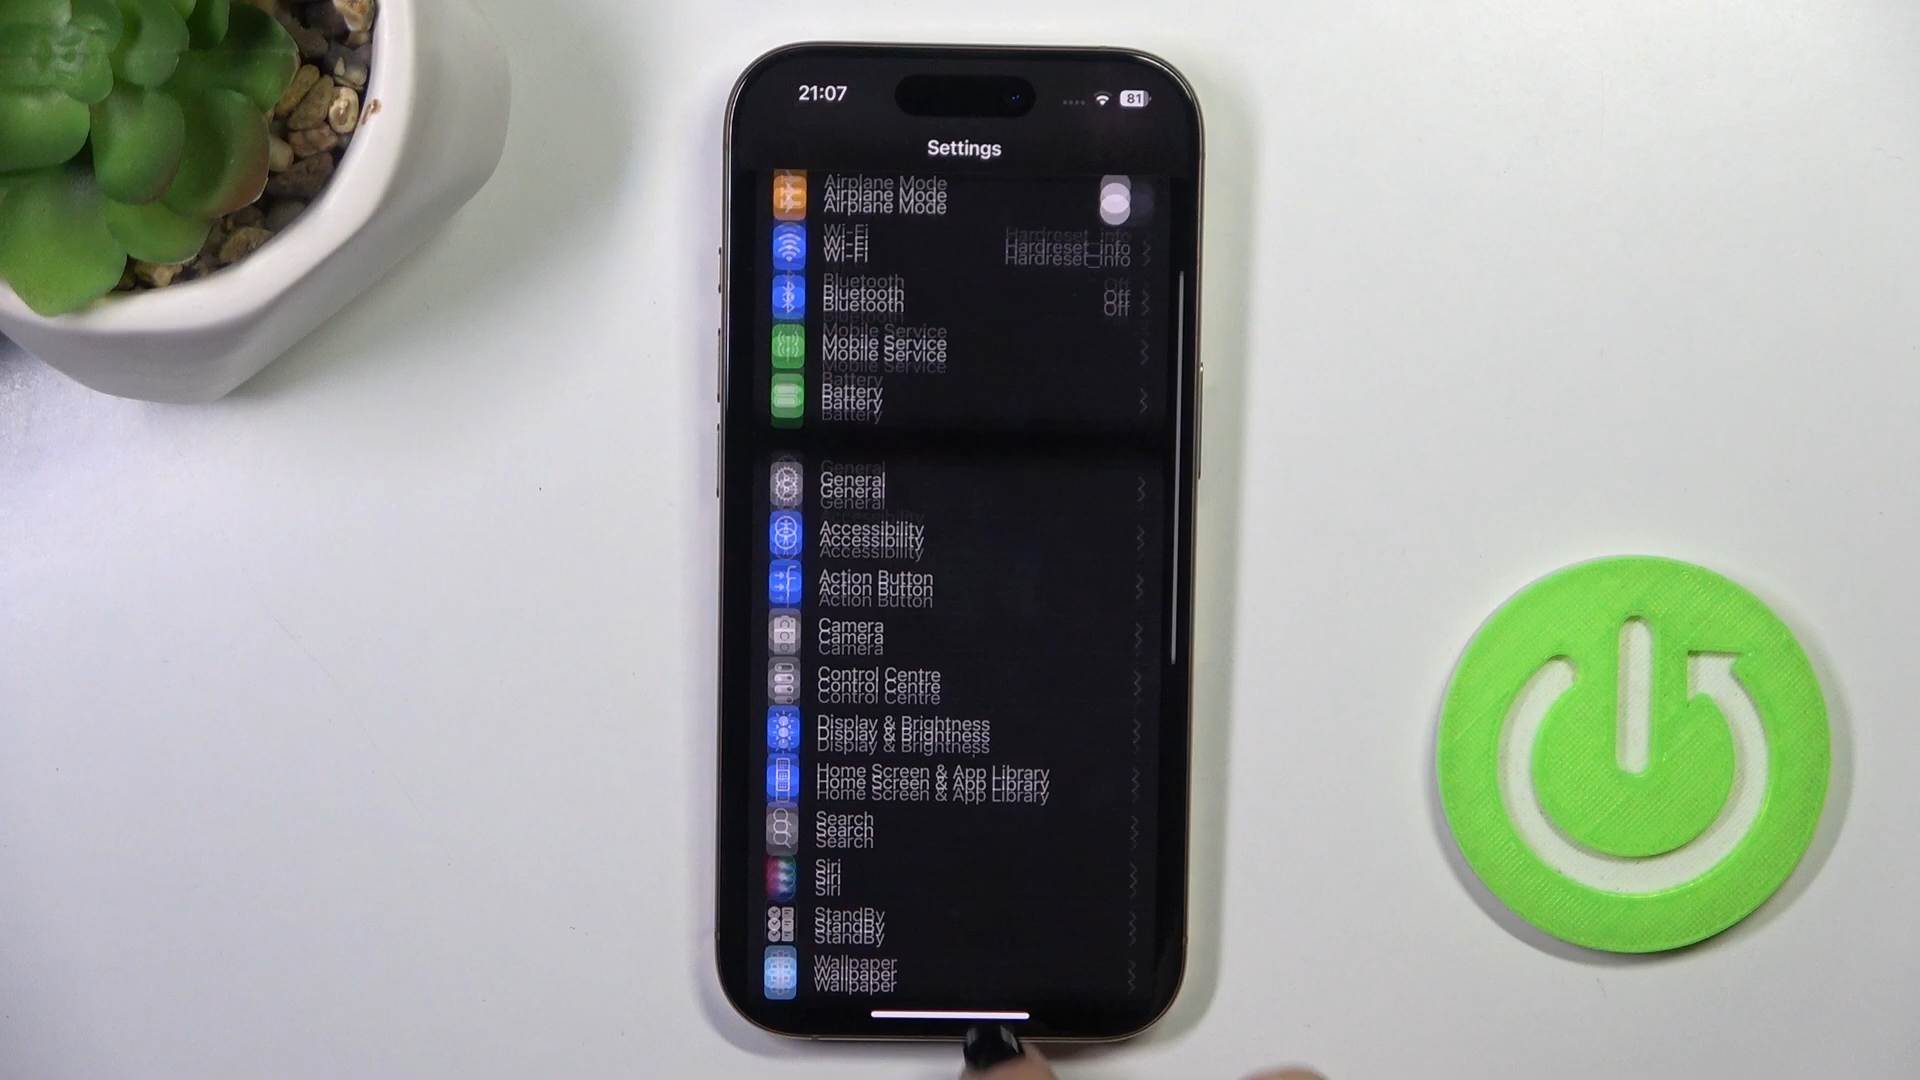 21:07
81
Settings
Airplane Mode
Wi-Fi Hardreset_info
Bluetooth Off
Mobile Service
Battery
General
Accessibility
Action Button
Camera
Control Centre
Display & Brightness
Home Screen & App Library
Search
Siri
StandBy
Wallpaper